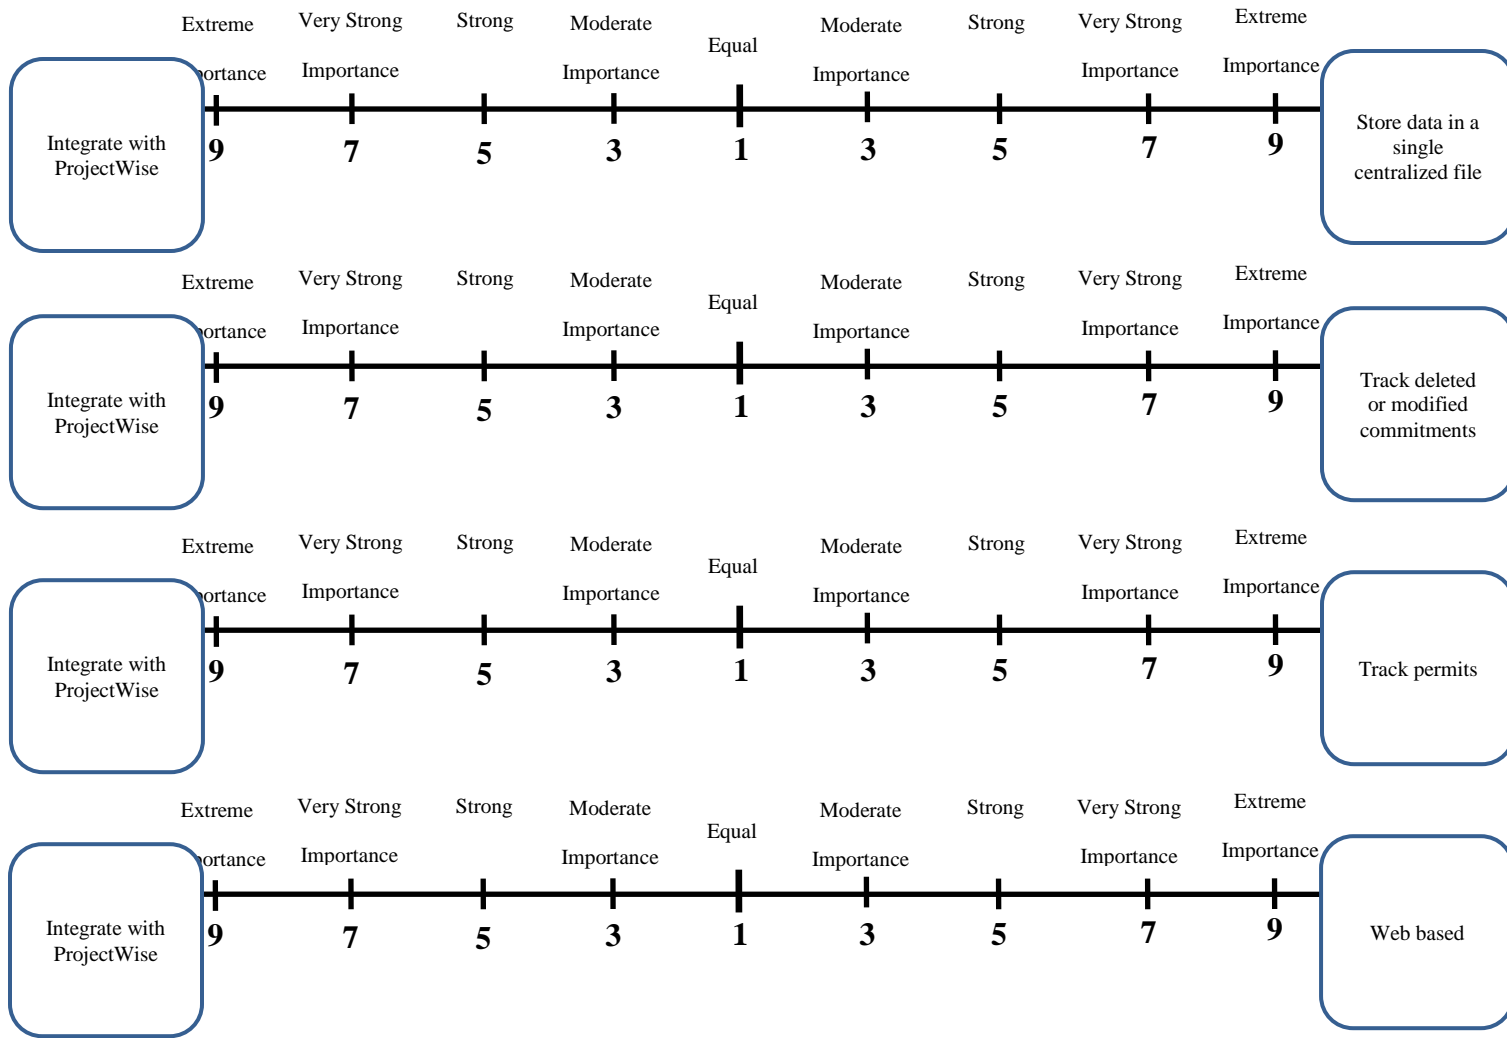 Extreme Very Strong Strong Moderate Equal Moderate Strong Very Strong Extreme
portance Importance Importance Importance Importance Importance
Integrate with
ProjectWise
9 7 5 3 1 3 5 7 9
Store data in a
single
centralized file
Extreme Very Strong Strong Moderate Equal Moderate Strong Very Strong Extreme
portance Importance Importance Importance Importance Importance
Integrate with
ProjectWise
9 7 5 3 1 3 5 7 9
Track deleted
or modified
commitments
Extreme Very Strong Strong Moderate Equal Moderate Strong Very Strong Extreme
portance Importance Importance Importance Importance Importance
Integrate with
ProjectWise
9 7 5 3 1 3 5 7 9
Track permits
Extreme Very Strong Strong Moderate Equal Moderate Strong Very Strong Extreme
portance Importance Importance Importance Importance Importance
Integrate with
ProjectWise
9 7 5 3 1 3 5 7 9
Web based